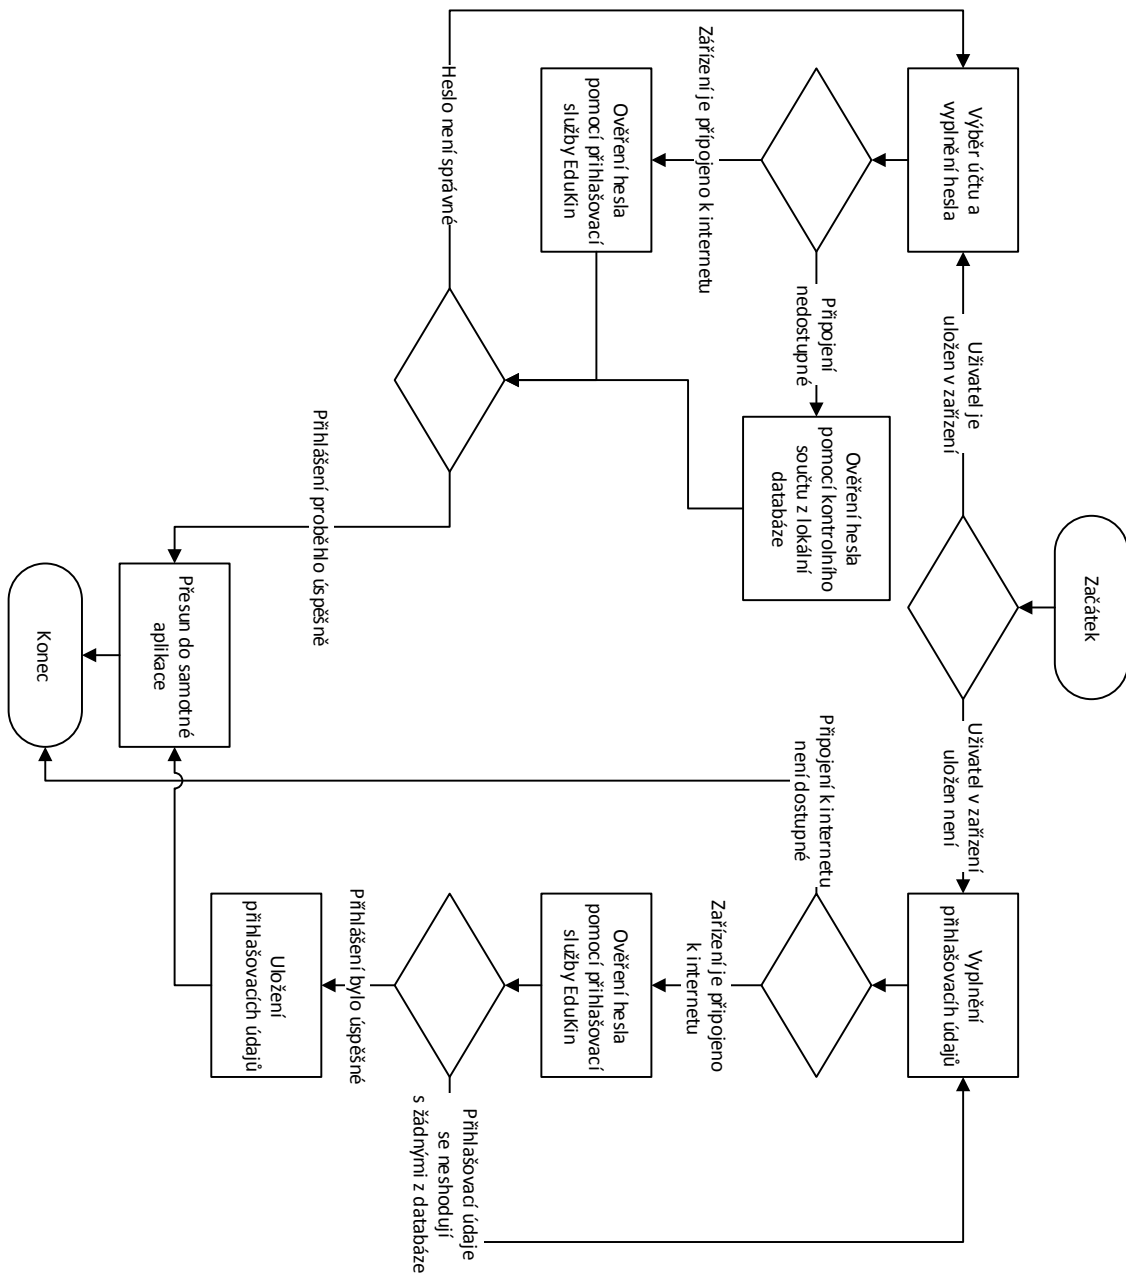 Začátek
Uživatel je
uložen v zařízení
Uživatel v zařízení
uložen není
Výběr účtu a
vyplnění hesla
Vyplnění
přihlašovacíh údajů
Připojení
nedostupné
Připojení k internetu
není dostupné
Ověření hesla
pomocí kontrolního
součtu z lokální
databáze
Zářízení je přípojeno k internetu
Zařízení je připojeno
k internetu
Ověření hesla
pomocí přihlašovací
služby EduKin
Ověření hesla
pomocí přihlašovací
služby EduKin
Heslo není správné
Přihlašovací údaje
se neshodují
s žádnými z databáze
Přihlášení proběhlo úspěšně
Přihlášení bylo úspěšné
Uložení
přihlašovacích údajů
Přesun do samotné
aplikace
Konec